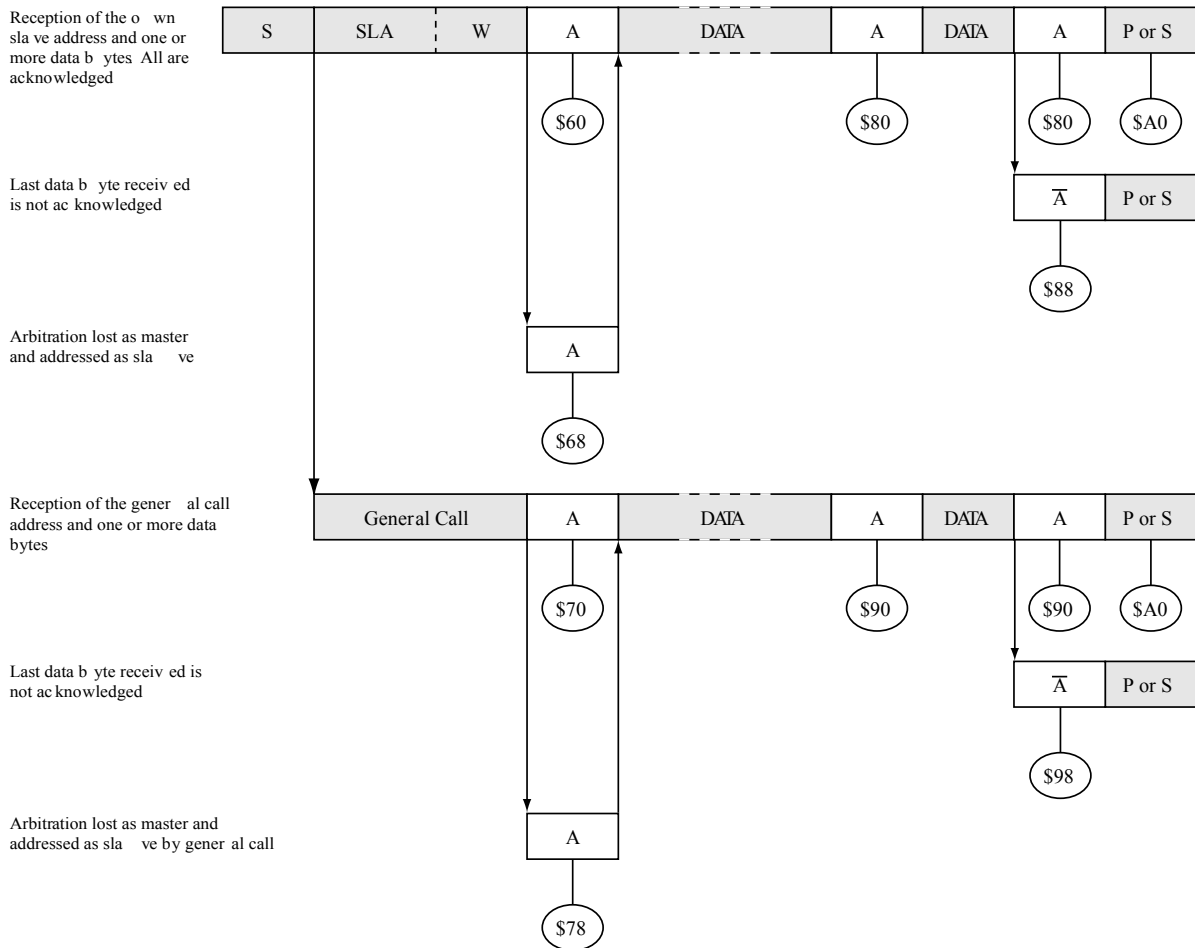 Reception of the o wn
sla ve address and one or
more data b ytes. All are
acknowledged
S SLA W A DATA A DATA A P or S
$60 $80 $80 $A0
Last data b yte receiv ed
is not ac knowledged
A̅ P or S
$88
Arbitration lost as master
and addressed as sla ve
A
$68
Reception of the gener al call
address and one or more data
bytes
General Call A DATA A DATA A P or S
$70 $90 $90 $A0
Last data b yte receiv ed is
not ac knowledged
A̅ P or S
$98
Arbitration lost as master and
addressed as sla ve by gener al call
A
$78